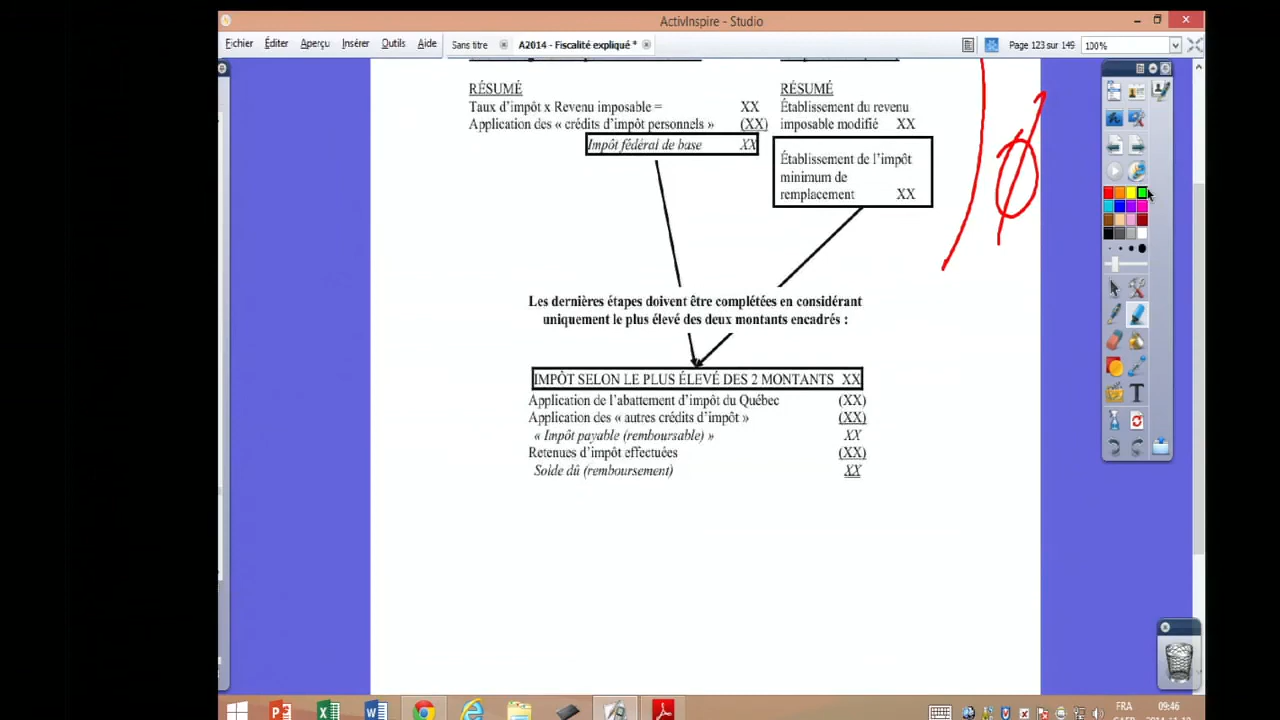 ActivInspire - Studio
Fichier Éditer Aperçu Insérer Outils Aide
Sans titre
A2014 - Fiscalité expliqué *
Page 123 sur 149
100%
RÉSUMÉ
Taux d'impôt x Revenu imposable = XX
Application des « crédits d'impôt personnels » (XX)
Impôt fédéral de base XX
RÉSUMÉ
Établissement du revenu
imposable modifié XX
Établissement de l'impôt
minimum de
remplacement XX
Les dernières étapes doivent être complétées en considérant
uniquement le plus élevé des deux montants encadrés :
IMPÔT SELON LE PLUS ÉLEVÉ DES 2 MONTANTS XX
Application de l'abattement d'impôt du Québec (XX)
Application des « autres crédits d'impôt » (XX)
« Impôt payable (remboursable) » XX
Retenues d'impôt effectuées (XX)
Solde dû (remboursement) XX
FRA
09:46